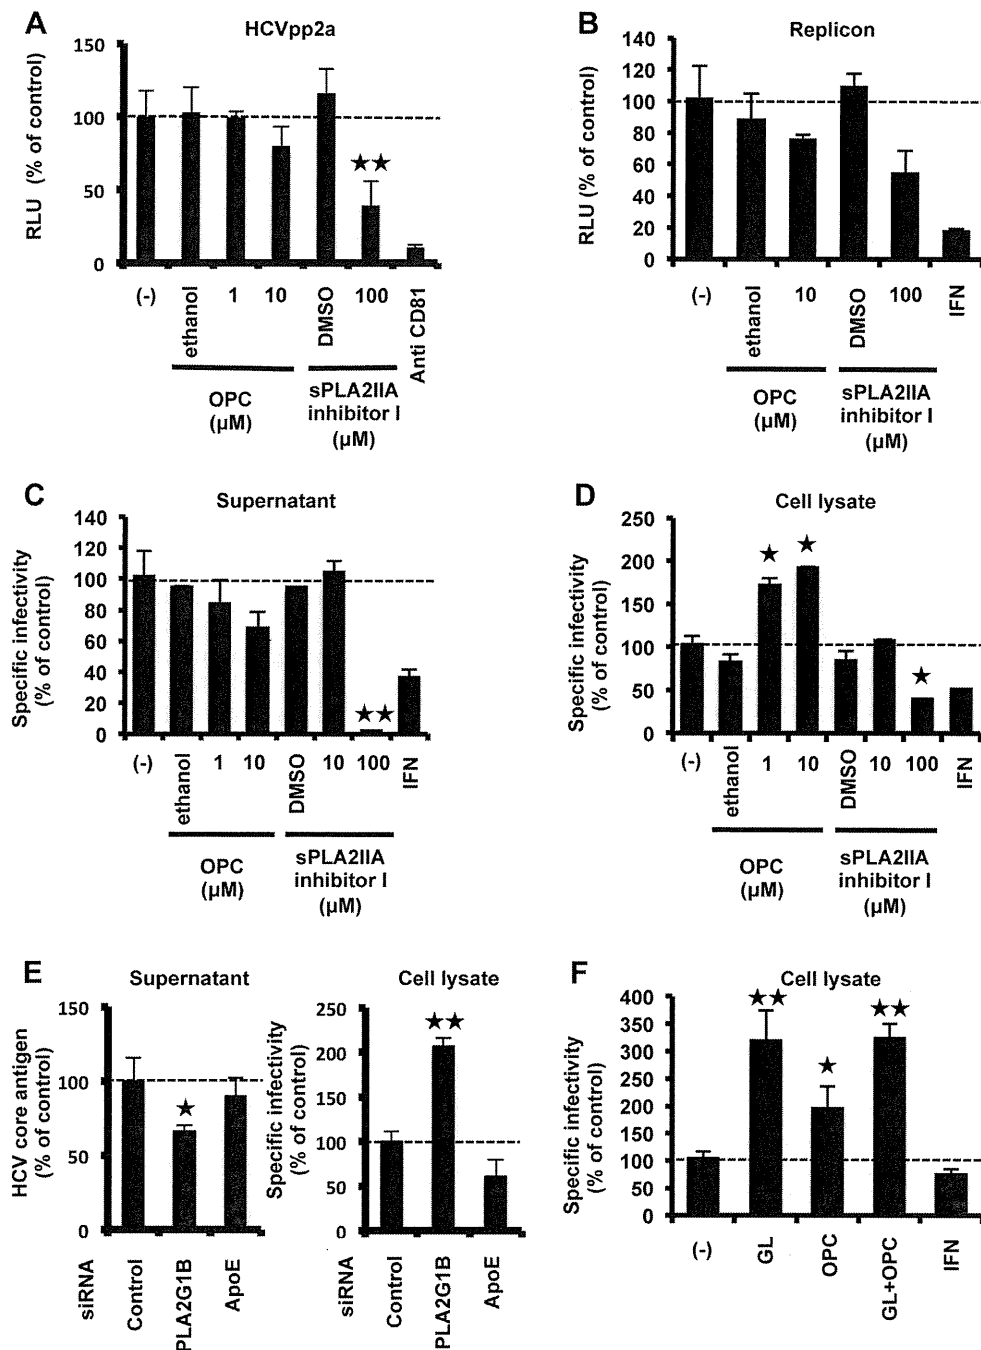 A
HCVpp2a
RLU (% of control)
150
100
50
0
★★
(-)
ethanol
1
10
DMSO
100
Anti CD81
OPC
(µM)
sPLA2IIA
inhibitor I
(µM)
B
Replicon
RLU (% of control)
140
120
100
80
60
40
20
0
(-)
ethanol
10
DMSO
100
IFN
OPC
(µM)
sPLA2IIA
inhibitor I
(µM)
C
Supernatant
Specific infectivity
(% of control)
140
120
100
80
60
40
20
0
★★
(-)
ethanol
1
10
DMSO
10
100
IFN
OPC
(µM)
sPLA2IIA
inhibitor I
(µM)
D
Cell lysate
Specific infectivity
(% of control)
250
200
150
100
50
0
★
★
★
(-)
ethanol
1
10
DMSO
10
100
IFN
OPC
(µM)
sPLA2IIA
inhibitor I
(µM)
E
Supernatant
HCV core antigen
(% of control)
150
100
50
0
★
siRNA
Control
PLA2G1B
ApoE
Cell lysate
Specific infectivity
(% of control)
250
200
150
100
50
0
★★
siRNA
Control
PLA2G1B
ApoE
F
Cell lysate
Specific infectivity
(% of control)
400
350
300
250
200
150
100
50
0
★★
★
★★
(-)
GL
OPC
GL+OPC
IFN